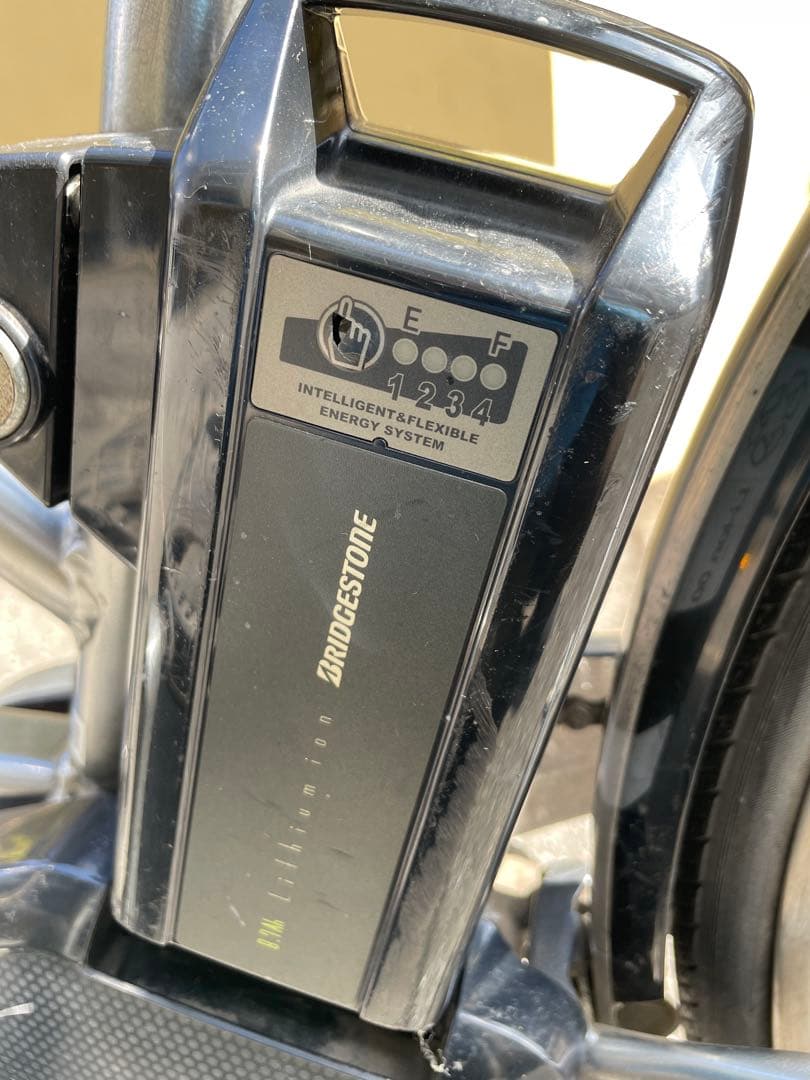 E F
1 2 3 4
INTELLIGENT&FLEXIBLE
ENERGY SYSTEM
BRIDGESTONE
Lithium ion